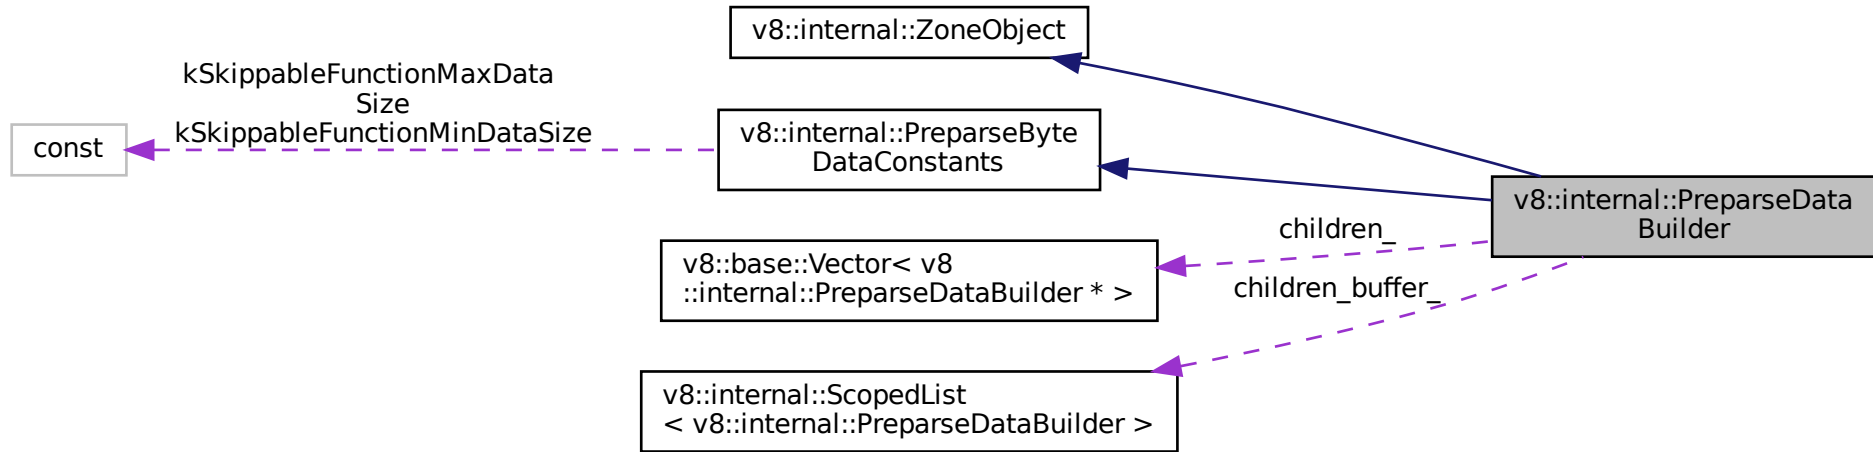 v8::internal::ZoneObject
kSkippableFunctionMaxData
Size
kSkippableFunctionMinDataSize
const
v8::internal::PreparseByte
DataConstants
v8::internal::PreparseData
Builder
children_
v8::base::Vector< v8
::internal::PreparseDataBuilder * >
children_buffer_
v8::internal::ScopedList
< v8::internal::PreparseDataBuilder >